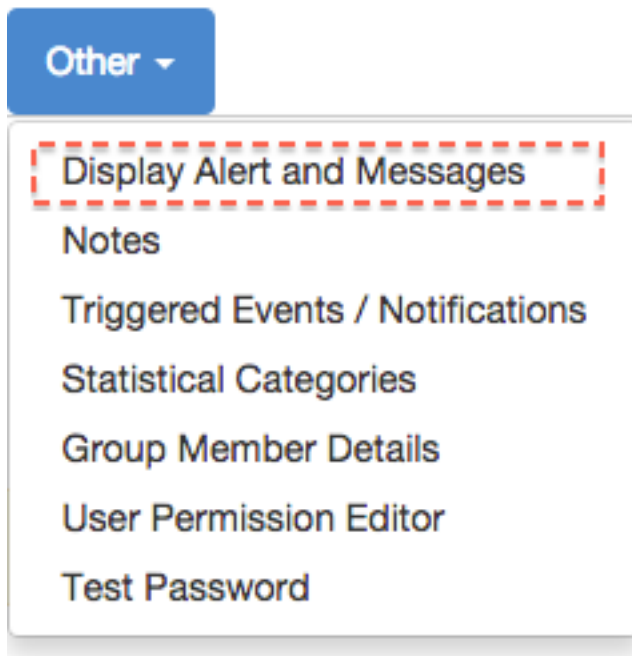 Other
Display Alert and Messages
Notes
Triggered Events / Notifications
Statistical Categories
Group Member Details
User Permission Editor
Test Password